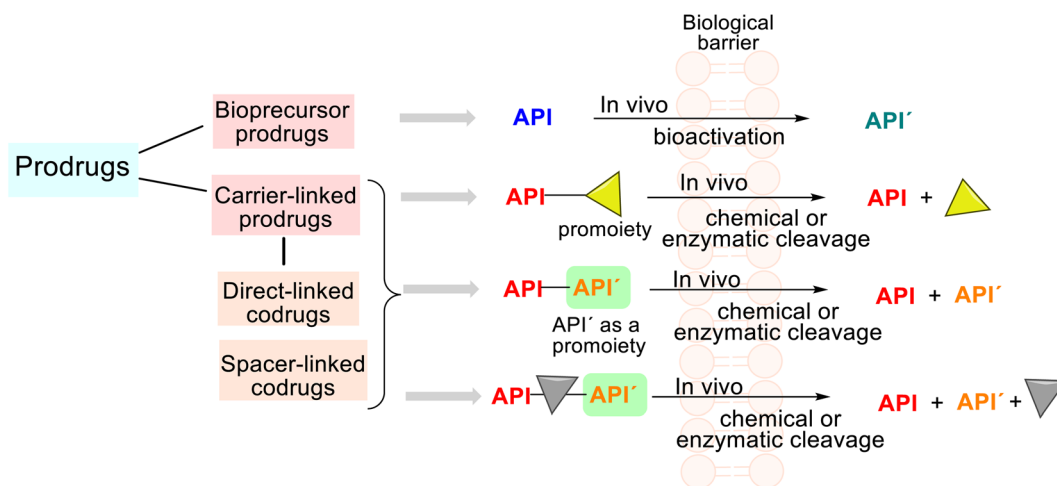 Biological
barrier
Bioprecursor
prodrugs
API
In vivo
bioactivation
API´
Prodrugs
Carrier-linked
prodrugs
API
promoiety
In vivo
chemical or
enzymatic cleavage
API +
Direct-linked
codrugs
API
API´
API´ as a
promoiety
In vivo
chemical or
enzymatic cleavage
API + API´
Spacer-linked
codrugs
API
API´
In vivo
chemical or
enzymatic cleavage
API + API´ +